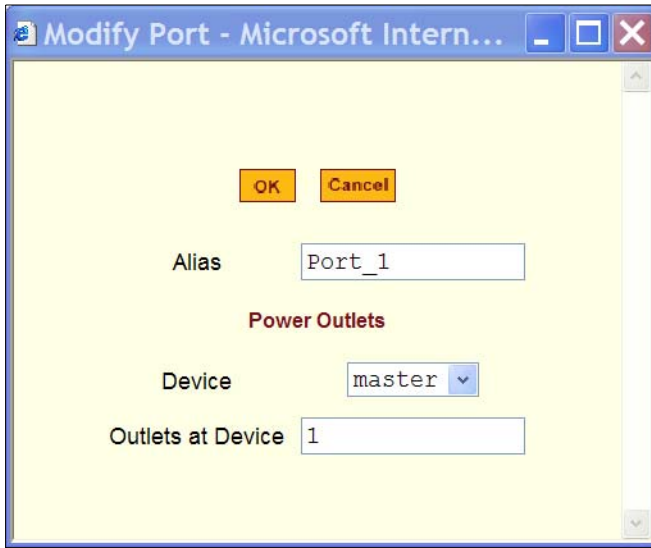 Modify Port - Microsoft Intern...
OK Cancel
Alias Port_1
Power Outlets
Device master
Outlets at Device 1